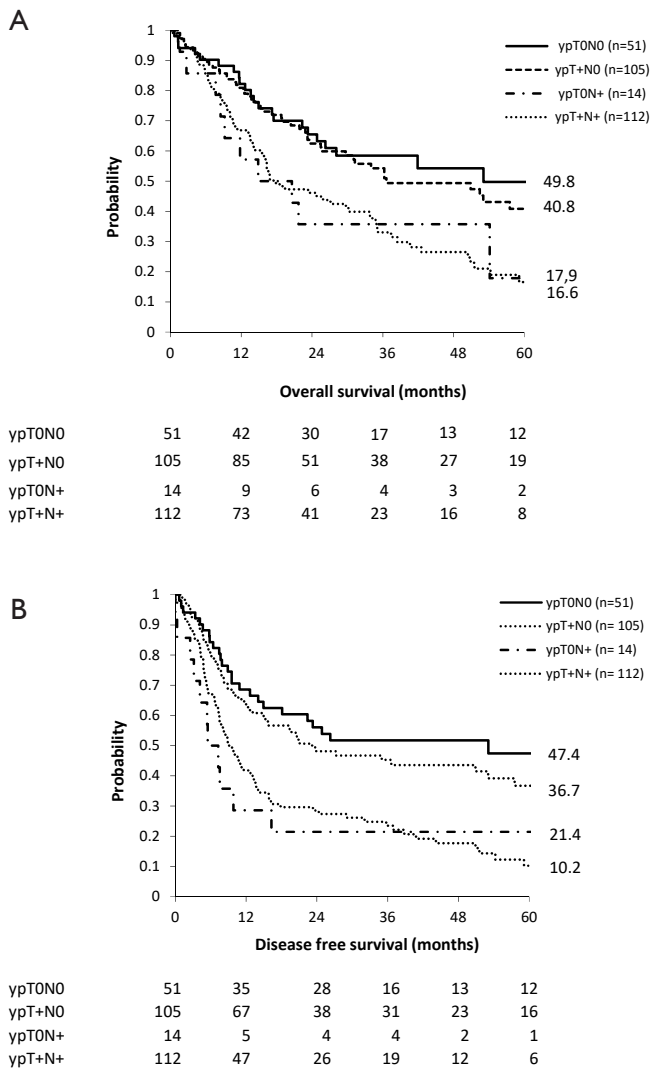 A
ypT0N0 (n=51)
ypT+N0 (n=105)
ypT0N+ (n=14)
ypT+N+ (n=112)
Probability
1
0.9
0.8
0.7
0.6
0.5
0.4
0.3
0.2
0.1
0
49.8
40.8
17,9
16.6
0 12 24 36 48 60
Overall survival (months)
ypT0N0 51 42 30 17 13 12
ypT+N0 105 85 51 38 27 19
ypT0N+ 14 9 6 4 3 2
ypT+N+ 112 73 41 23 16 8
B
ypT0N0 (n=51)
ypT+N0 (n= 105)
ypT0N+ (n= 14)
ypT+N+ (n= 112)
Probability
1
0.9
0.8
0.7
0.6
0.5
0.4
0.3
0.2
0.1
0
47.4
36.7
21.4
10.2
0 12 24 36 48 60
Disease free survival (months)
ypT0N0 51 35 28 16 13 12
ypT+N0 105 67 38 31 23 16
ypT0N+ 14 5 4 4 2 1
ypT+N+ 112 47 26 19 12 6